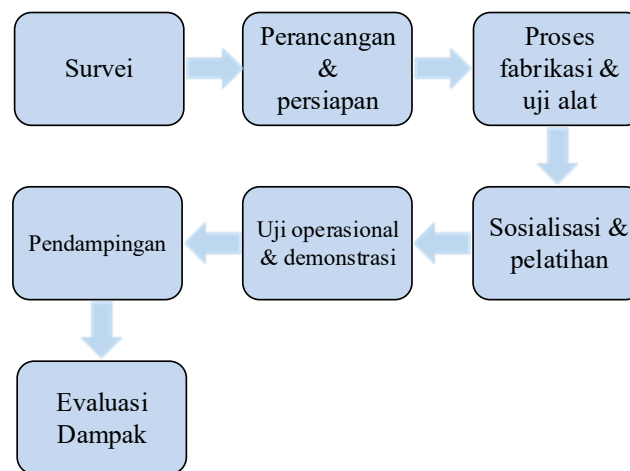 Survei
Perancangan
&
persiapan
Proses
fabrikasi &
uji alat
Sosialisasi &
pelatihan
Uji operasional
& demonstrasi
Pendampingan
Evaluasi
Dampak